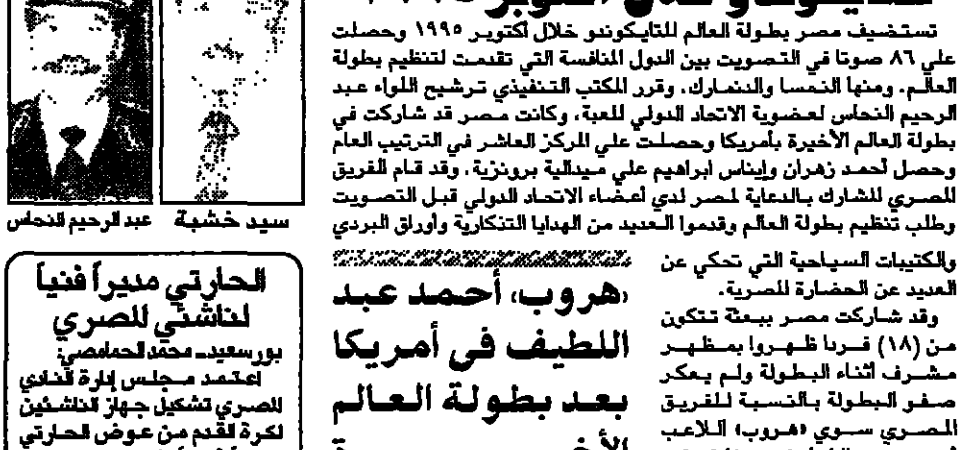 تستضيف مصر بطولة العالم للتايكوندو خلال أكتوبر ١٩٩٥ وحصلت
علي ٨٦ صوتا في التصويت بين الدول المنافسة التي تقدمت لتنظيم بطولة
العالم. ومنها النمسا والدنمارك. وقرر المكتب التنفيذي ترشيح اللواء عبد
الرحيم النحاس لعضوية الاتحاد الدولي للعبة، وكانت مصر قد شاركت في
بطولة العالم الأخيرة بأمريكا وحصلت علي المركز العاشر في الترتيب العام
وحصل أحمد زهران وإيناس ابراهيم علي ميدالية برونزية. وقد قام الفريق
المصري المشارك بالدعاية لمصر لدي أعضاء الاتحاد الدولي قبل التصويت
وطلب تنظيم بطولة العالم وقدموا العديد من الهدايا التذكارية وأوراق البردي
والكتيبات السياحية التي تحكي عن
العديد عن الحضارة المصرية.
وقد شاركت مصر ببعثة تتكون
من (١٨) فردا ظهروا بمظهر
مشرف أثناء البطولة ولم يعكر
صفو البطولة بالنسبة للفريق
المصري سوي «هروب» اللاعب
«هروب» أحمد عبد
اللطيف في أمريكا
بعد بطولة العالم
سيد خشبة
عبد الرحيم النحاس
الحارتي مديراً فنياً
لناشئي المصري
بورسعيد ـ محمد الحمامصي:
اعتمد مجلس إدارة النادي
المصري تشكيل جهاز الناشئين
لكرة القدم من عوض الحارتي